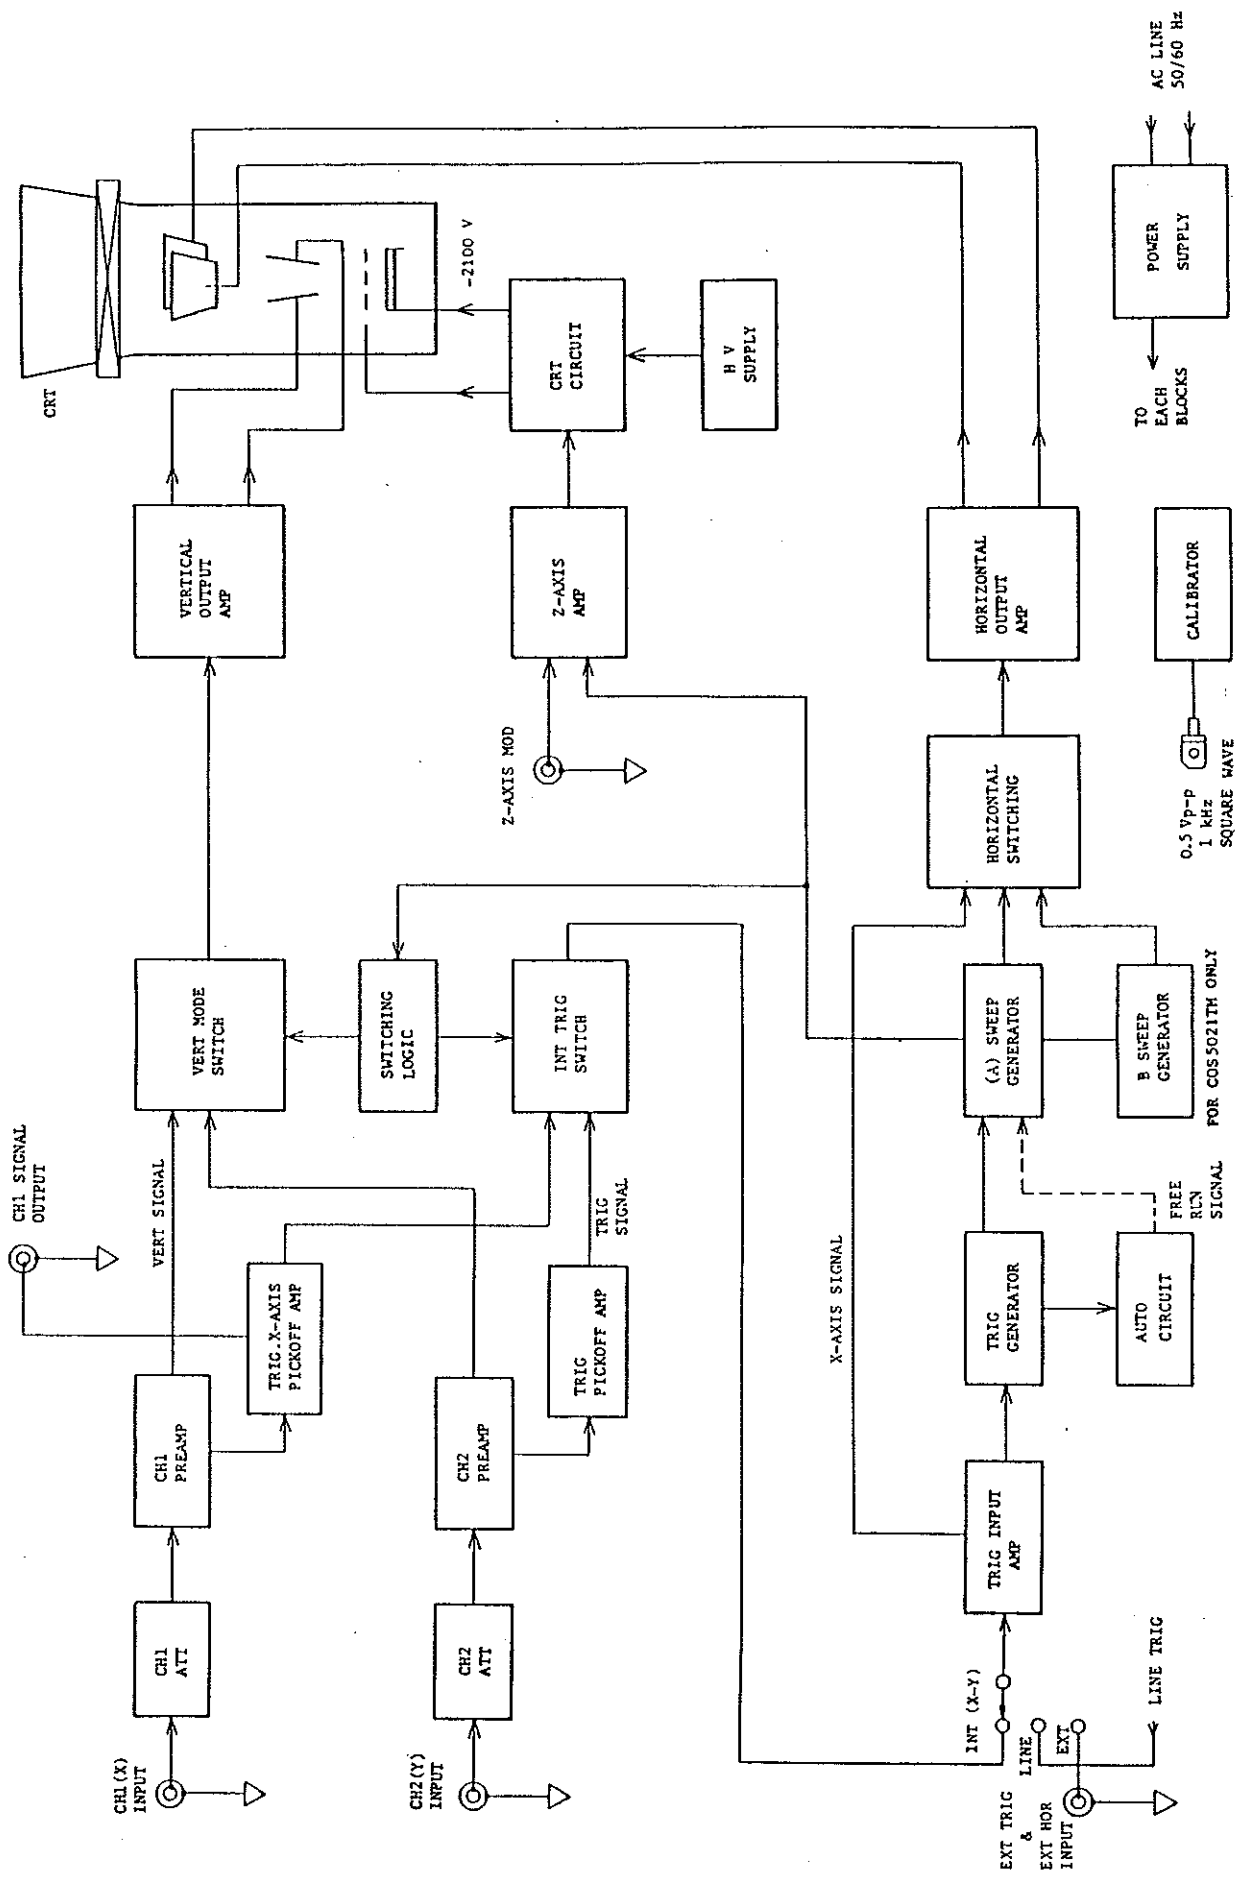 CH1(X)
INPUT
CH1
ATT
CH1
PREAMP
VERT SIGNAL
CH1 SIGNAL
OUTPUT
TRIG.X-AXIS
PICKOFF AMP
VERT MODE
SWITCH
VERTICAL
OUTPUT
AMP
CRT
CH2(Y)
INPUT
CH2
ATT
CH2
PREAMP
TRIG
PICKOFF AMP
TRIG
SIGNAL
SWITCHING
LOGIC
INT TRIG
SWITCH
Z-AXIS MOD
Z-AXIS
AMP
CRT
CIRCUIT
-2100 V
H V
SUPPLY
X-AXIS SIGNAL
INT (X-Y)
LINE
EXT
EXT TRIG
&
EXT HOR
INPUT
LINE TRIG
TRIG INPUT
AMP
TRIG
GENERATOR
AUTO
CIRCUIT
FREE
RUN
SIGNAL
(A) SWEEP
GENERATOR
B SWEEP
GENERATOR
FOR COS5021TM ONLY
HORIZONTAL
SWITCHING
HORIZONTAL
OUTPUT
AMP
0.5 Vp-p
1 kHz
SQUARE WAVE
CALIBRATOR
TO
EACH
BLOCKS
POWER
SUPPLY
AC LINE
50/60 Hz